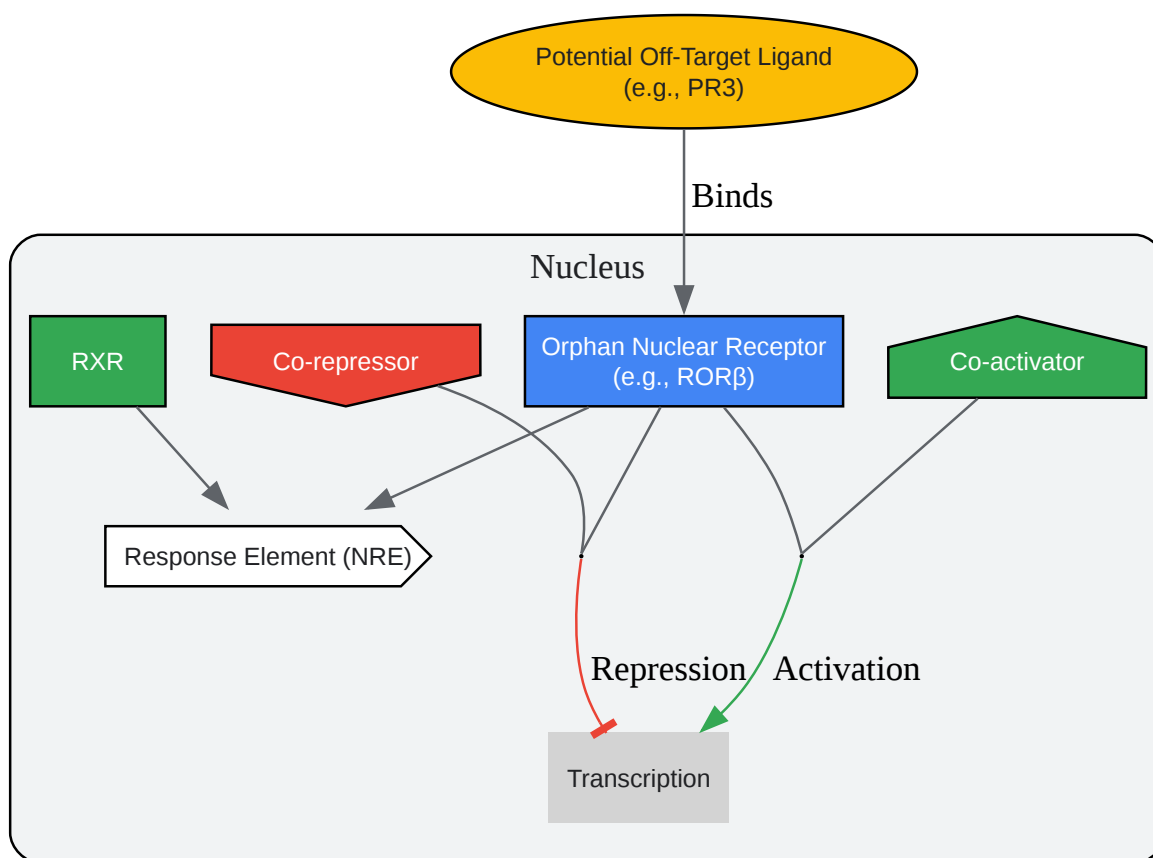 Potential Off-Target Ligand
(e.g., PR3)
Binds
Nucleus
RXR
Co-repressor
Orphan Nuclear Receptor
(e.g., RORβ)
Co-activator
Response Element (NRE)
Repression
Activation
Transcription